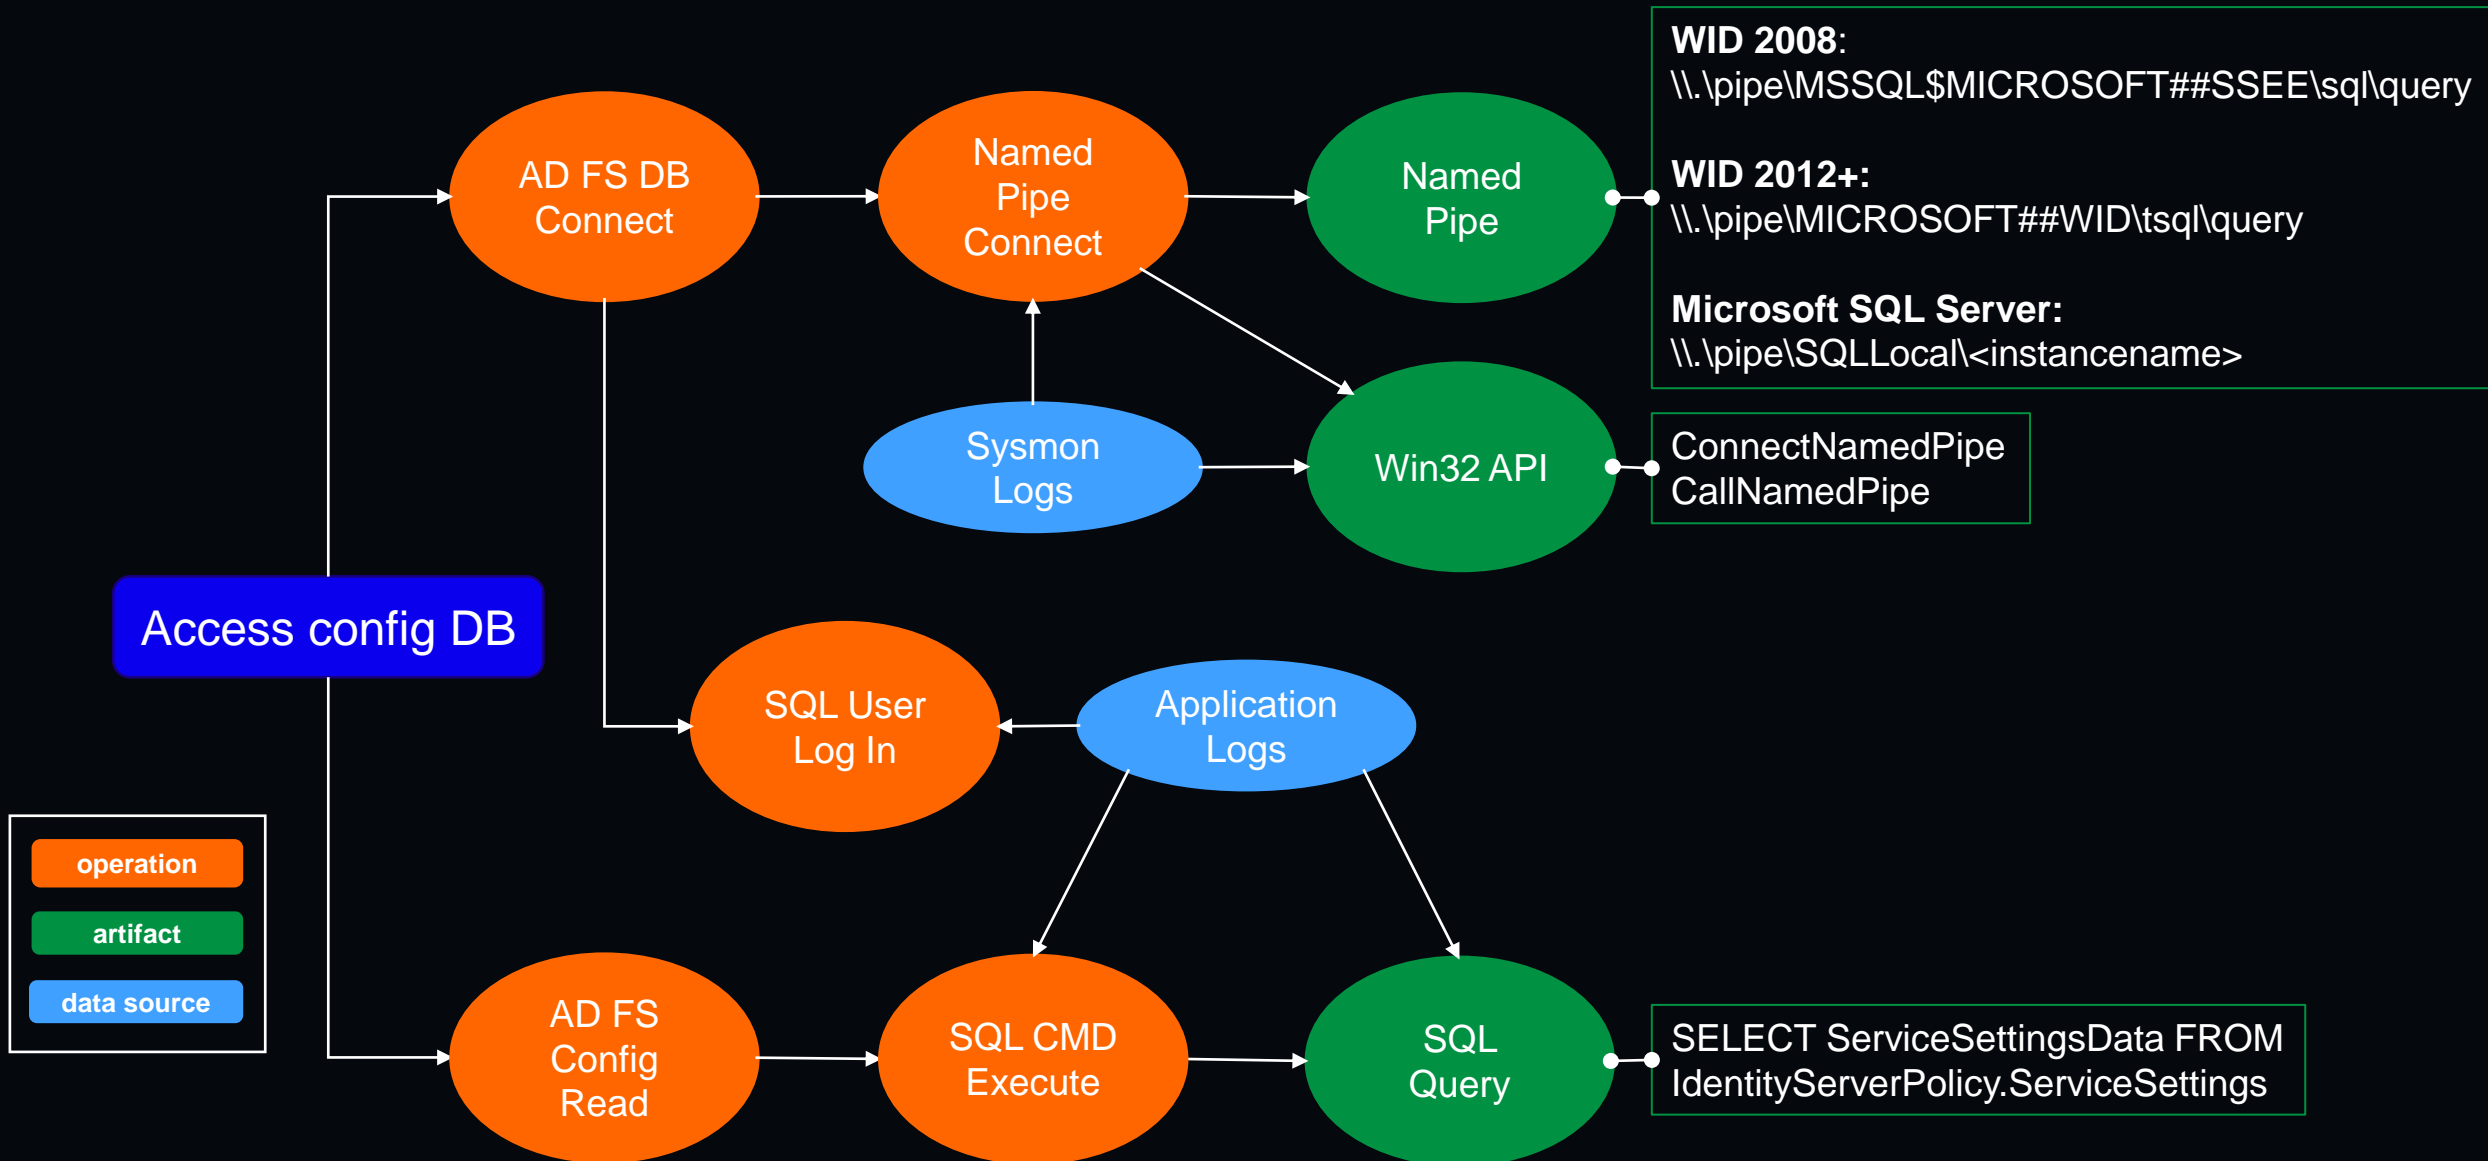 WID 2008:
\\.\pipe\MSSQL$MICROSOFT##SSEE\sql\query
WID 2012+:
\\.\pipe\MICROSOFT##WID\tsql\query
Microsoft SQL Server:
\\.\pipe\SQLLocal\<instancename>
AD FS DB
Connect
Named
Pipe
Connect
Named
Pipe
Sysmon
Logs
Win32 API
ConnectNamedPipe
CallNamedPipe
Access config DB
SQL User
Log In
Application
Logs
operation
artifact
data source
AD FS
Config
Read
SQL CMD
Execute
SQL
Query
SELECT ServiceSettingsData FROM
IdentityServerPolicy.ServiceSettings